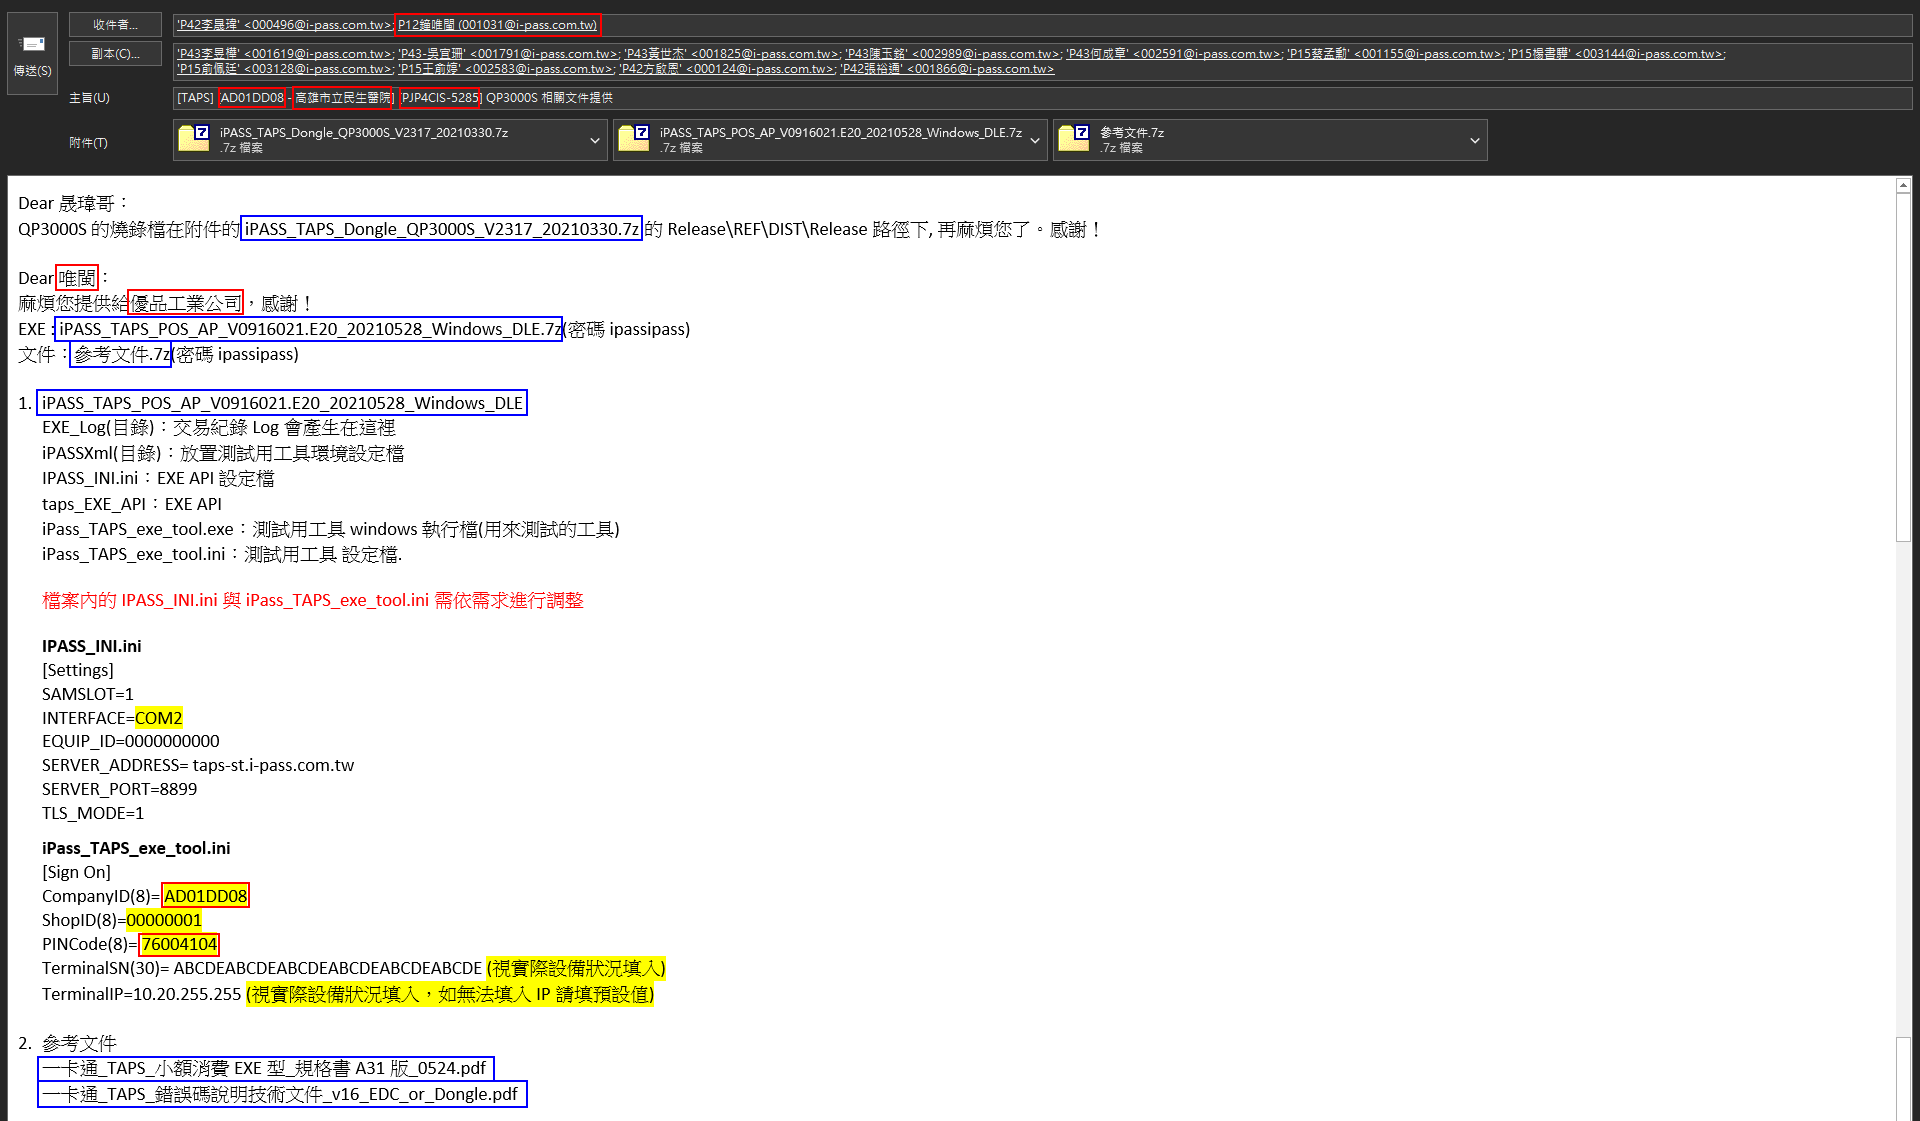 傳送(S)
收件者...
'P42李晟瑋' <000496@i-pass.com.tw>; P12鐘唯閩 (001031@i-pass.com.tw)
副本(C)...
'P43李昱樺' <001619@i-pass.com.tw>; 'P43-吳宜珊' <001791@i-pass.com.tw>; 'P43黃世杰' <001825@i-pass.com.tw>; 'P43陳玉銘' <002989@i-pass.com.tw>; 'P43何成章' <002591@i-pass.com.tw>; 'P15蔡孟勳' <001155@i-pass.com.tw>; 'P15楊書驊' <003144@i-pass.com.tw>;
'P15俞佩廷' <003128@i-pass.com.tw>; 'P15王俞婷' <002583@i-pass.com.tw>; 'P42方啟恩' <000124@i-pass.com.tw>; 'P42張裕通' <001866@i-pass.com.tw>
主旨(U)
[TAPS] [AD01DD08 - 高雄市立民生醫院] [PJP4CIS-5285] QP3000S 相關文件提供
附件(T)
iPASS_TAPS_Dongle_QP3000S_V2317_20210330.7z
.7z 檔案
iPASS_TAPS_POS_AP_V0916021.E20_20210528_Windows_DLE.7z
.7z 檔案
參考文件.7z
.7z 檔案
Dear 晟瑋哥：
QP3000S 的燒錄檔在附件的 iPASS_TAPS_Dongle_QP3000S_V2317_20210330.7z 的 Release\REF\DIST\Release 路徑下, 再麻煩您了。感謝！
Dear 唯閩：
麻煩您提供給優品工業公司，感謝！
EXE : iPASS_TAPS_POS_AP_V0916021.E20_20210528_Windows_DLE.7z(密碼 ipassipass)
文件：參考文件.7z(密碼 ipassipass)
1. iPASS_TAPS_POS_AP_V0916021.E20_20210528_Windows_DLE
EXE_Log(目錄)：交易紀錄 Log 會產生在這裡
iPASSXml(目錄)：放置測試用工具環境設定檔
IPASS_INI.ini：EXE API 設定檔
taps_EXE_API：EXE API
iPass_TAPS_exe_tool.exe：測試用工具 windows 執行檔(用來測試的工具)
iPass_TAPS_exe_tool.ini：測試用工具 設定檔.
檔案內的 IPASS_INI.ini 與 iPass_TAPS_exe_tool.ini 需依需求進行調整
IPASS_INI.ini
[Settings]
SAMSLOT=1
INTERFACE=COM2
EQUIP_ID=0000000000
SERVER_ADDRESS= taps-st.i-pass.com.tw
SERVER_PORT=8899
TLS_MODE=1
iPass_TAPS_exe_tool.ini
[Sign On]
CompanyID(8)= AD01DD08
ShopID(8)=00000001
PINCode(8)= 76004104
TerminalSN(30)= ABCDEABCDEABCDEABCDEABCDEABCDE (視實際設備狀況填入)
TerminalIP=10.20.255.255 (視實際設備狀況填入，如無法填入 IP 請填預設值)
2. 參考文件
一卡通_TAPS_小額消費 EXE 型_規格書 A31 版_0524.pdf
一卡通_TAPS_錯誤碼說明技術文件_v16_EDC_or_Dongle.pdf